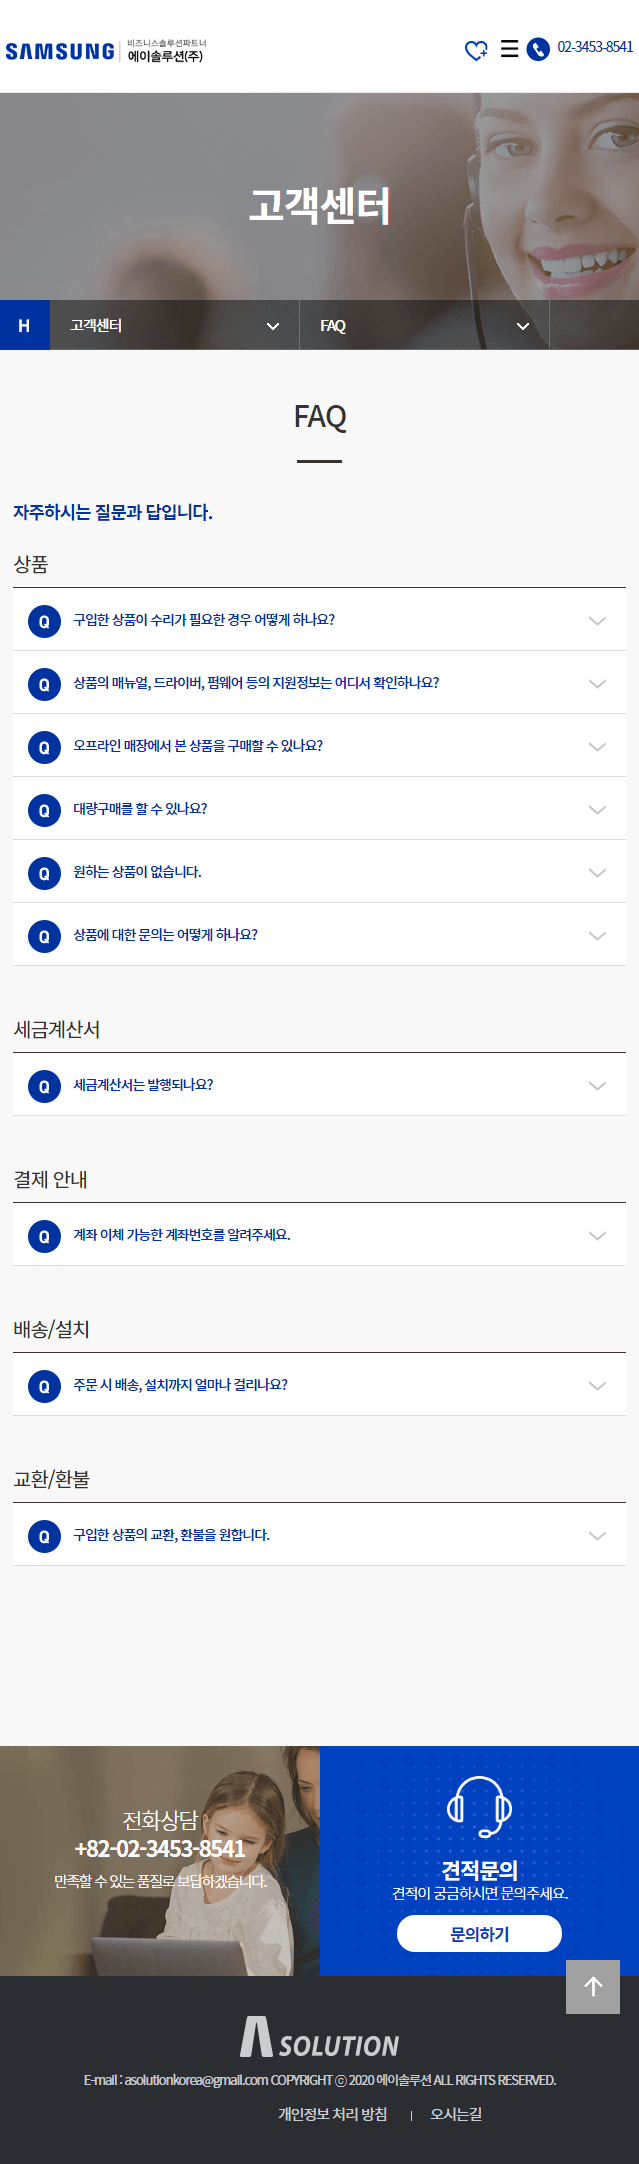 SAMSUNG
비즈니스솔루션파트너
에이솔루션(주)
02-3453-8541
고객센터
H
고객센터
FAQ
FAQ
자주하시는 질문과 답입니다.
상품
Q 구입한 상품이 수리가 필요한 경우 어떻게 하나요?
Q 상품의 매뉴얼, 드라이버, 펌웨어 등의 지원정보는 어디서 확인하나요?
Q 오프라인 매장에서 본 상품을 구매할 수 있나요?
Q 대량구매를 할 수 있나요?
Q 원하는 상품이 없습니다.
Q 상품에 대한 문의는 어떻게 하나요?
세금계산서
Q 세금계산서는 발행되나요?
결제 안내
Q 계좌 이체 가능한 계좌번호를 알려주세요.
배송/설치
Q 주문 시 배송, 설치까지 얼마나 걸리나요?
교환/환불
Q 구입한 상품의 교환, 환불을 원합니다.
전화상담
+82-02-3453-8541
만족할 수 있는 품질로 보답하겠습니다.
견적문의
견적이 궁금하시면 문의주세요.
문의하기
A SOLUTION
E-mail : asolutionkorea@gmail.com COPYRIGHT ⓒ 2020 에이솔루션 ALL RIGHTS RESERVED.
개인정보 처리 방침 | 오시는길